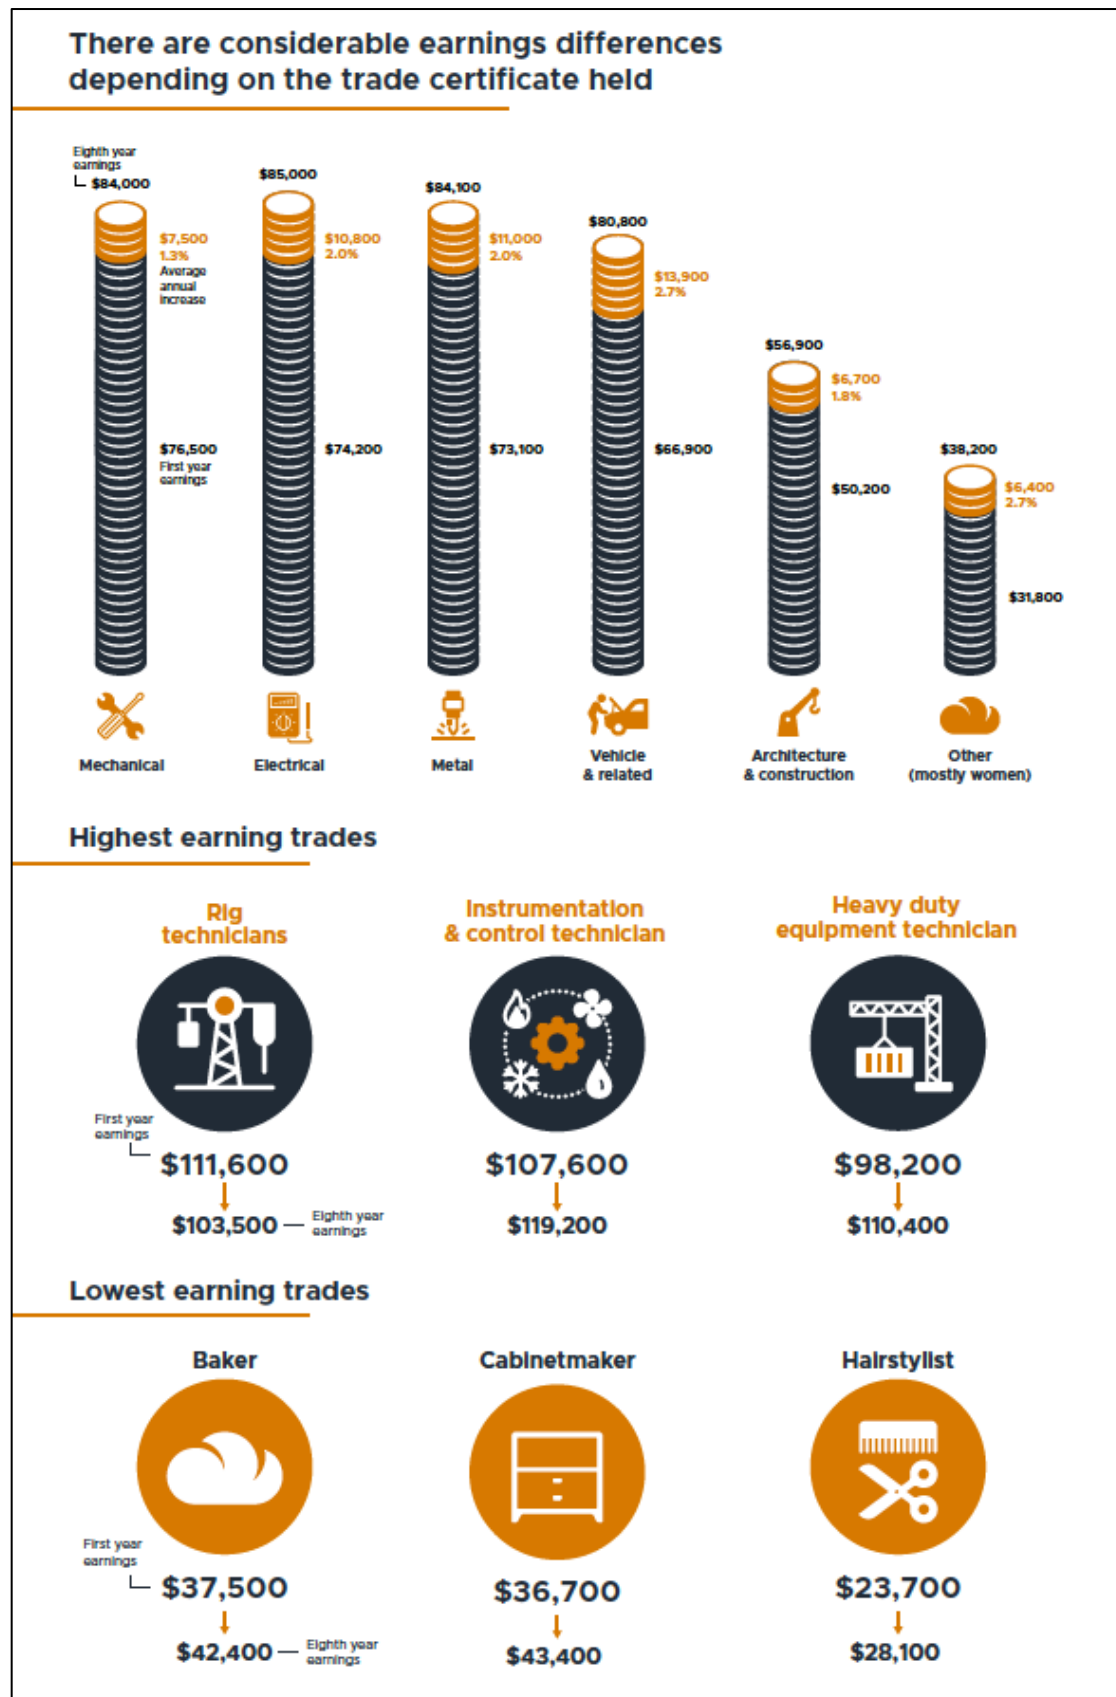 There are considerable earnings differences
depending on the trade certificate held
Eighth year
earnings
$84,000
$7,500
1.3%
Average
annual
increase
$76,500
First year
earnings
Mechanical
$85,000
$10,800
2.0%
$74,200
Electrical
$84,100
$11,000
2.0%
$73,100
Metal
$80,800
$13,900
2.7%
$66,900
Vehicle
& related
$56,900
$6,700
1.8%
$50,200
Architecture
& construction
$38,200
$6,400
2.7%
$31,800
Other
(mostly women)
Highest earning trades
Rig
technicians
First year
earnings
$111,600
$103,500
Eighth year
earnings
Instrumentation
& control technician
$107,600
$119,200
Heavy duty
equipment technician
$98,200
$110,400
Lowest earning trades
Baker
First year
earnings
$37,500
$42,400
Eighth year
earnings
Cabinetmaker
$36,700
$43,400
Hairstylist
$23,700
$28,100